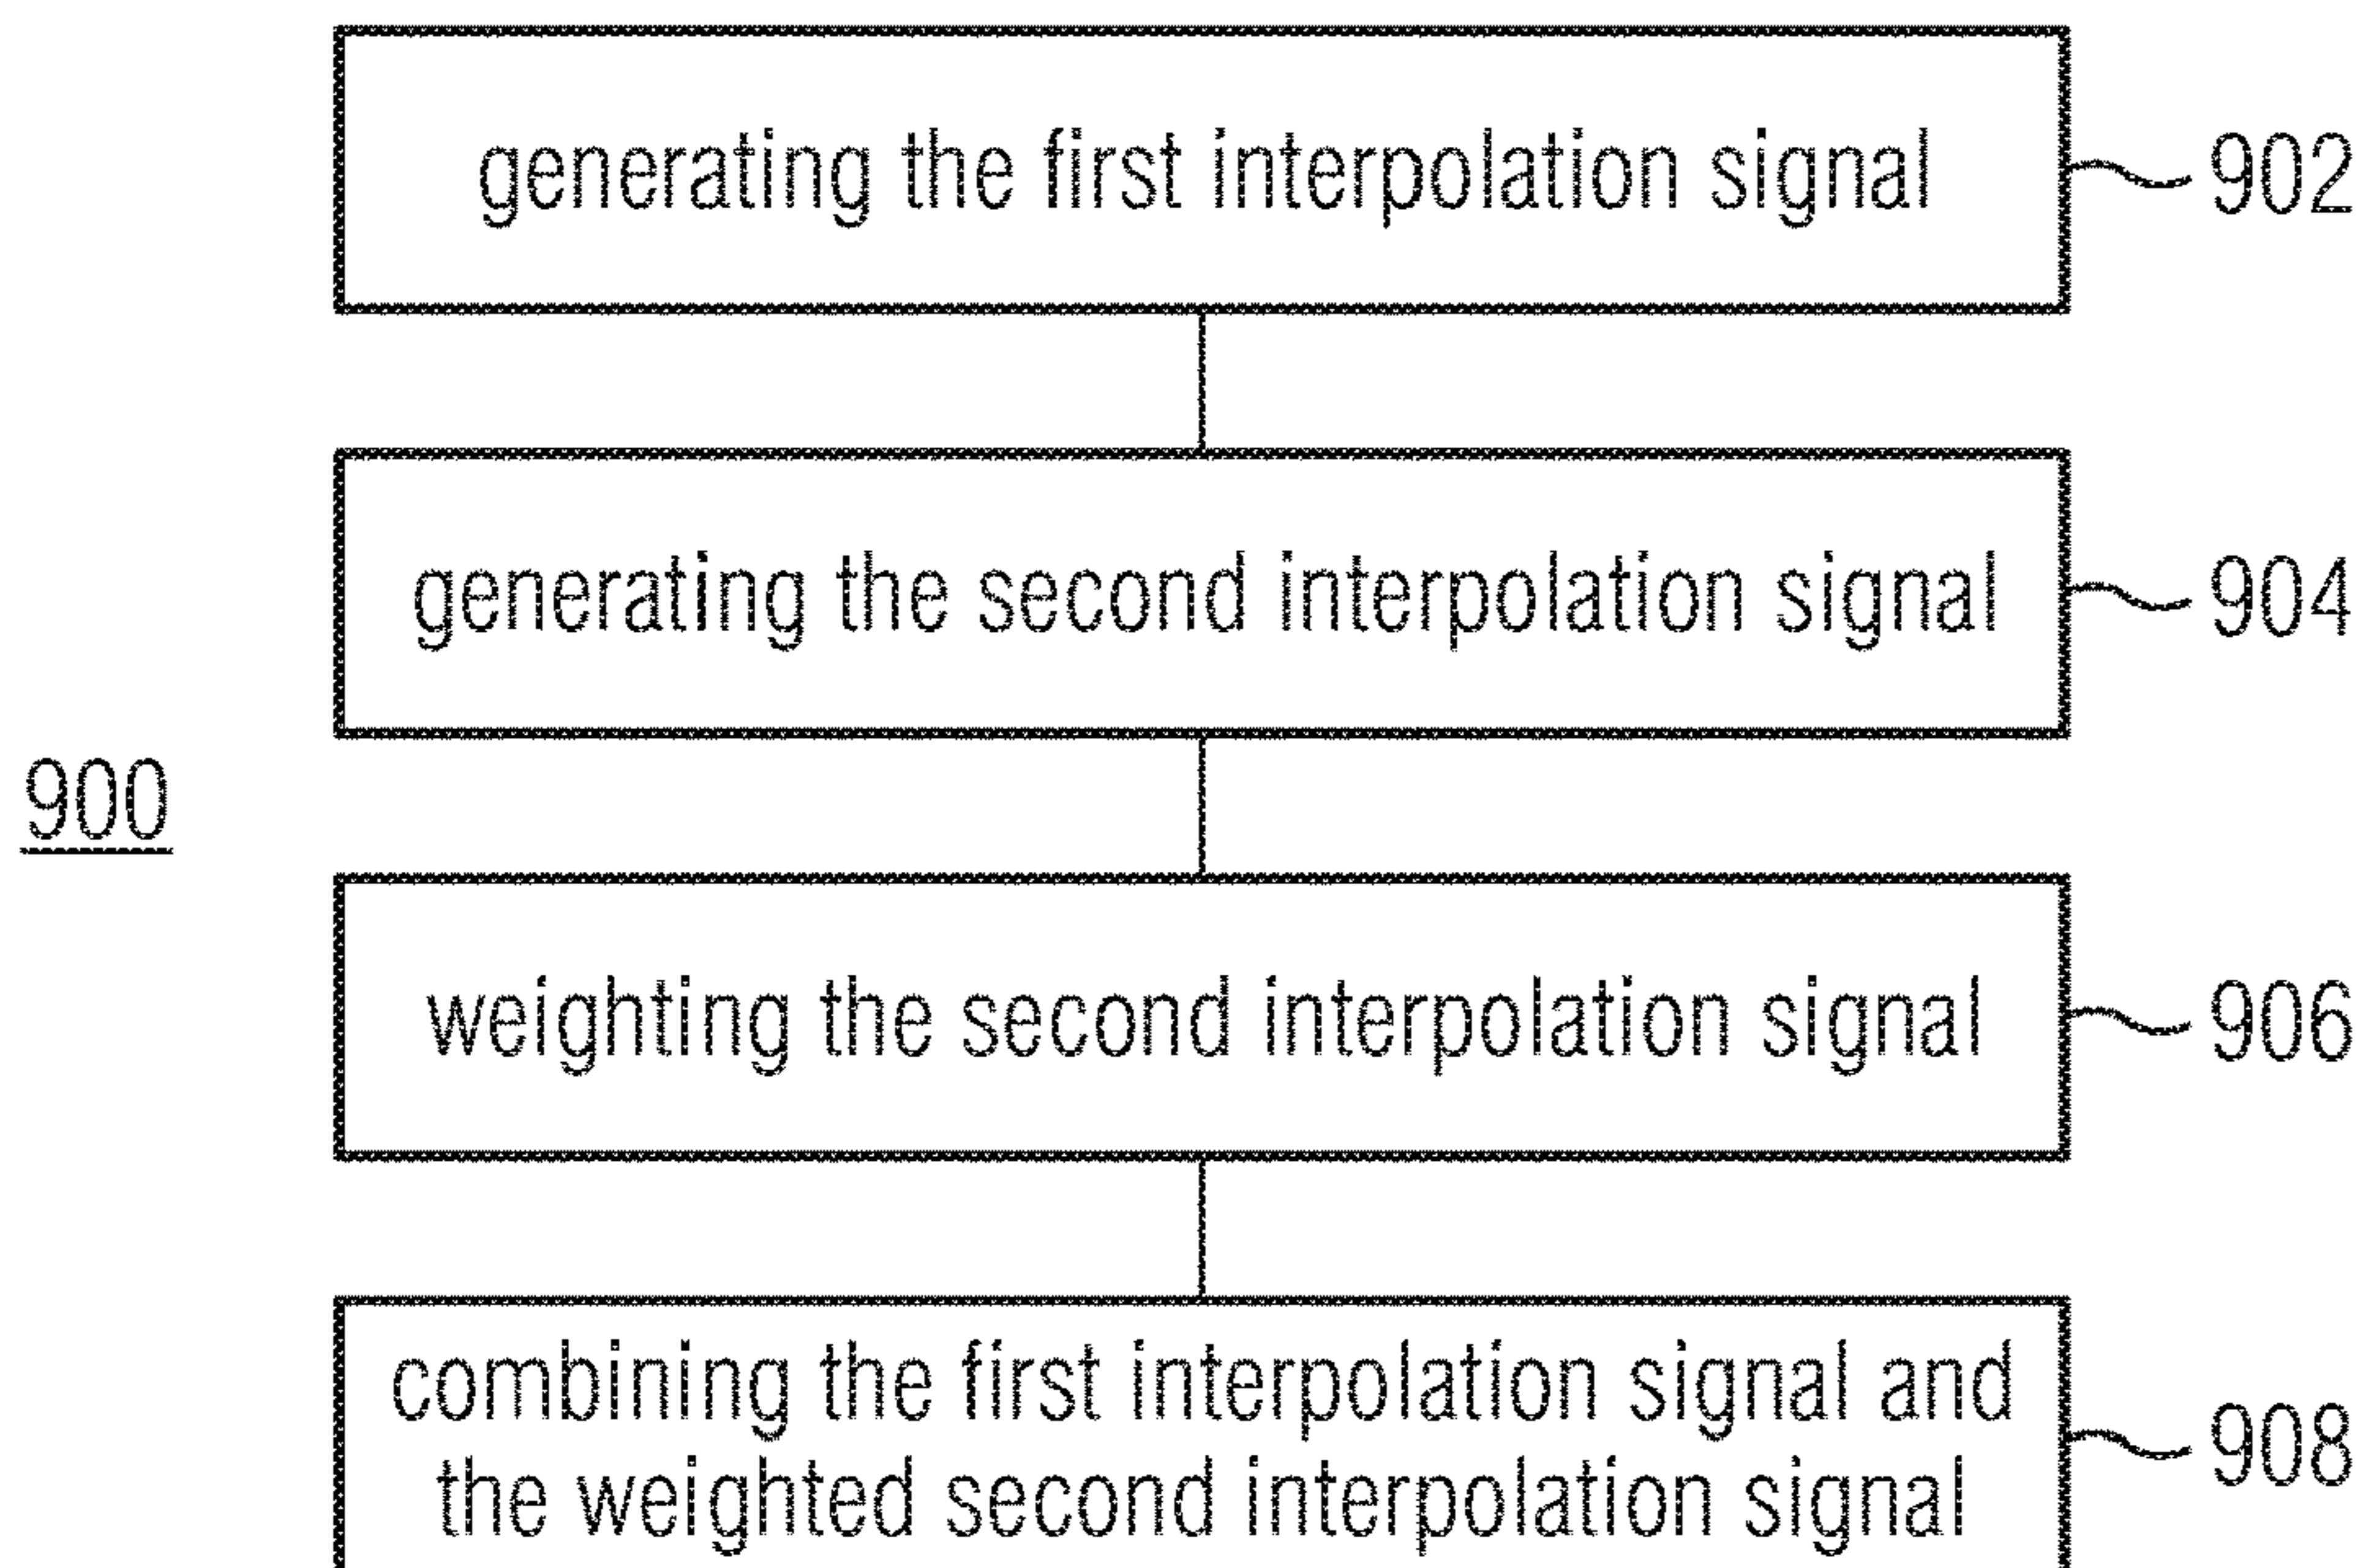 generating the first interpolation signal
902
generating the second interpolation signal
904
900
weighting the second interpolation signal
906
combining the first interpolation signal and
the weighted second interpolation signal
908